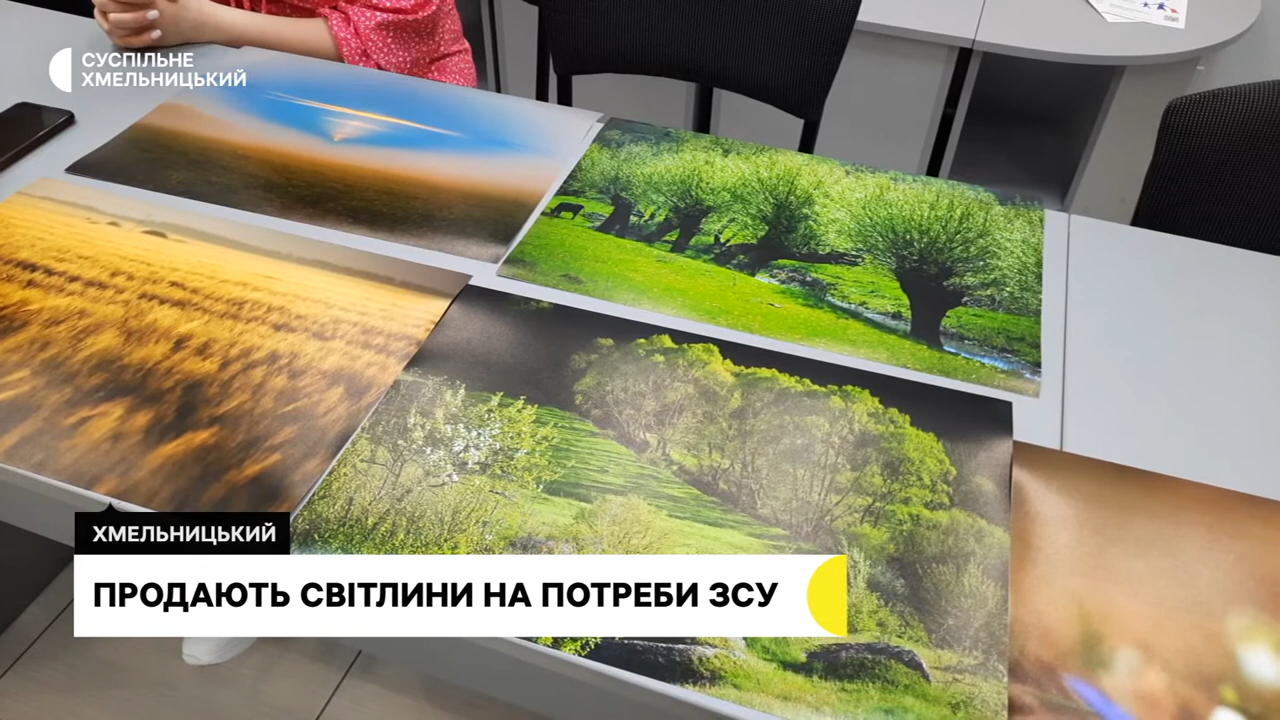 СУСПІЛЬНЕ
ХМЕЛЬНИЦЬКИЙ
ХМЕЛЬНИЦЬКИЙ
ПРОДАЮТЬ СВІТЛИНИ НА ПОТРЕБИ ЗСУ